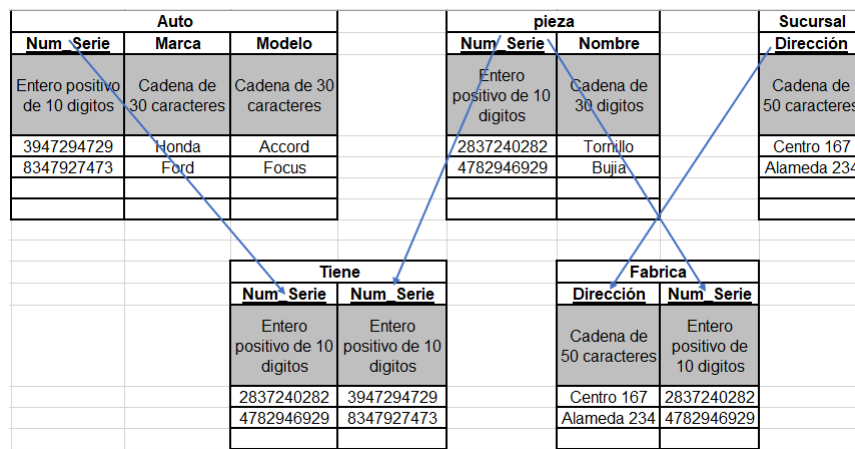 Auto pieza Sucursal
Num_Serie Marca Modelo Num_Serie Nombre Dirección
Entero positivo de 10 digitos Cadena de 30 caracteres Cadena de 30 caracteres Entero positivo de 10 digitos Cadena de 30 digitos Cadena de 50 caracteres
3947294729 Honda Accord 2837240282 Tornillo Centro 167
8347927473 Ford Focus 4782946929 Bujia Alameda 234
Tiene Fabrica
Num_Serie Num_Serie Dirección Num_Serie
Entero positivo de 10 digitos Entero positivo de 10 digitos Cadena de 50 caracteres Entero positivo de 10 digitos
2837240282 3947294729 Centro 167 2837240282
4782946929 8347927473 Alameda 234 4782946929